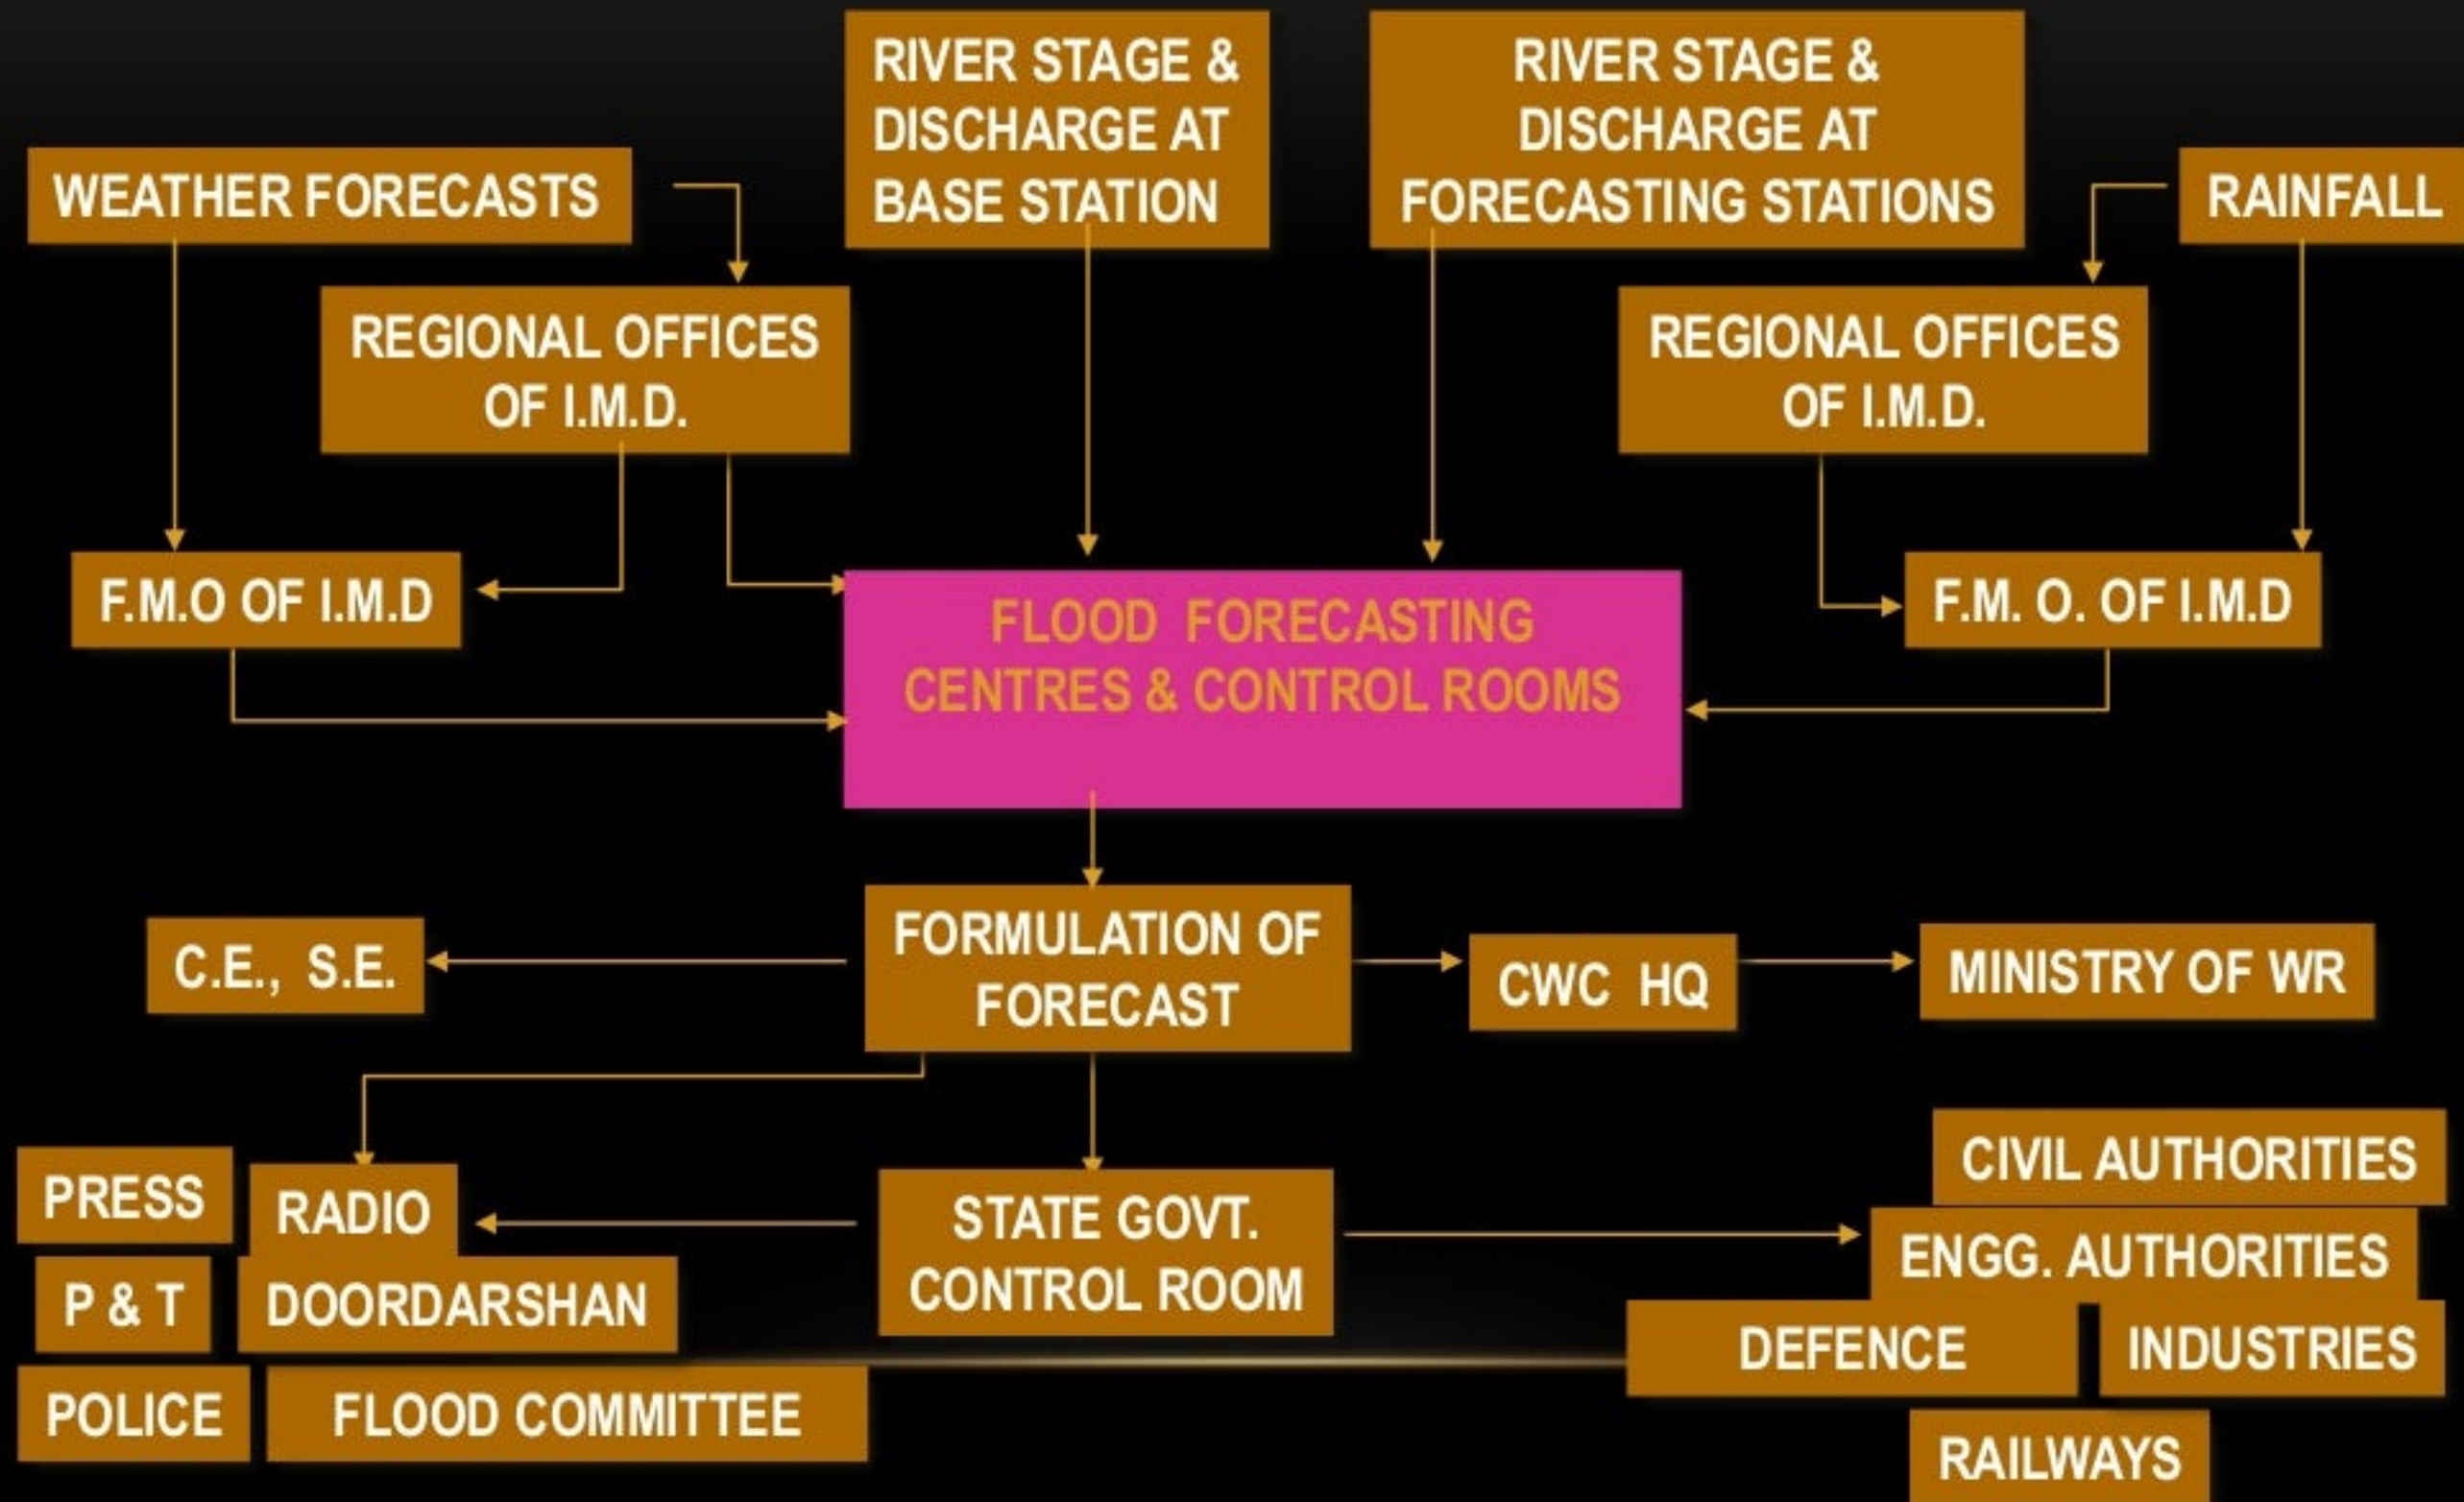 RIVER STAGE &
DISCHARGE AT
BASE STATION
RIVER STAGE &
DISCHARGE AT
FORECASTING STATIONS
WEATHER FORECASTS
RAINFALL
REGIONAL OFFICES
OF I.M.D.
REGIONAL OFFICES
OF I.M.D.
F.M.O OF I.M.D
FLOOD FORECASTING
CENTRES & CONTROL ROOMS
F.M. O. OF I.M.D
C.E., S.E.
FORMULATION OF
FORECAST
CWC HQ
MINISTRY OF WR
PRESS
RADIO
STATE GOVT.
CONTROL ROOM
CIVIL AUTHORITIES
ENGG. AUTHORITIES
P & T
DOORDARSHAN
DEFENCE
INDUSTRIES
POLICE
FLOOD COMMITTEE
RAILWAYS